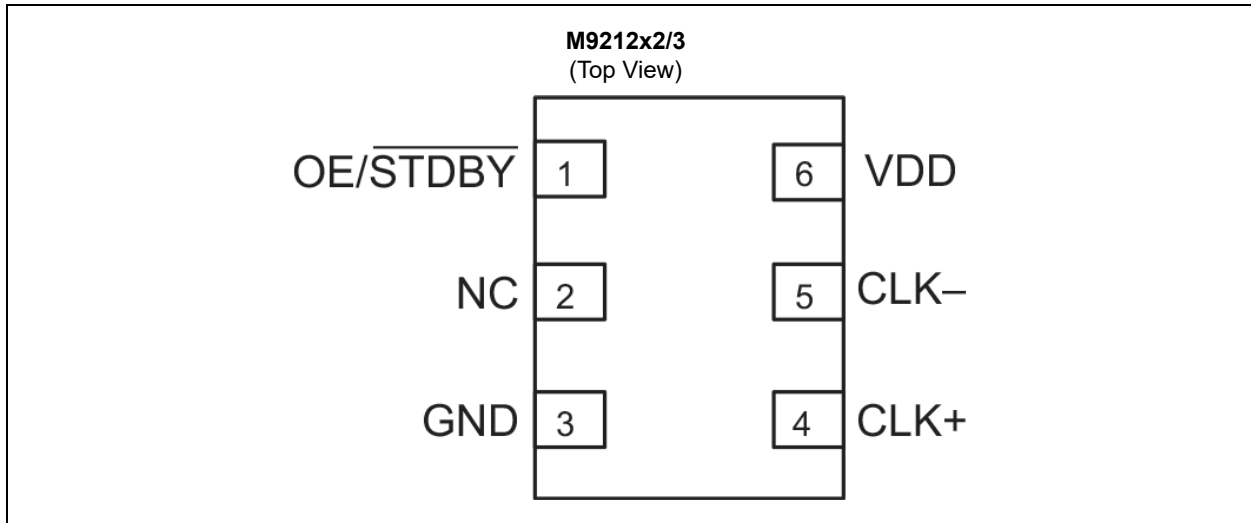 M9212x2/3
(Top View)
OE/STDBY 1 6 VDD
NC 2 5 CLK–
GND 3 4 CLK+